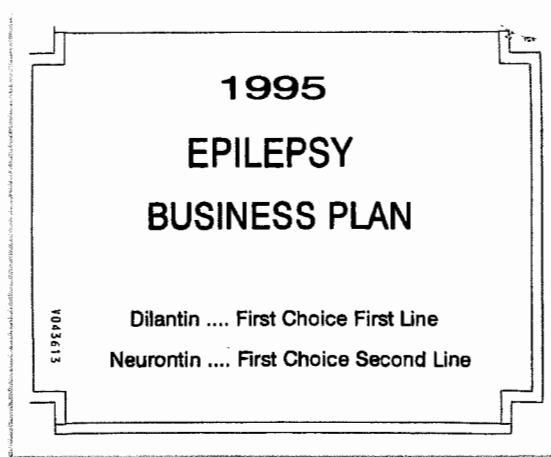 1995
EPILEPSY
BUSINESS PLAN
Dilantin .... First Choice First Line
Neurontin .... First Choice Second Line
V043613